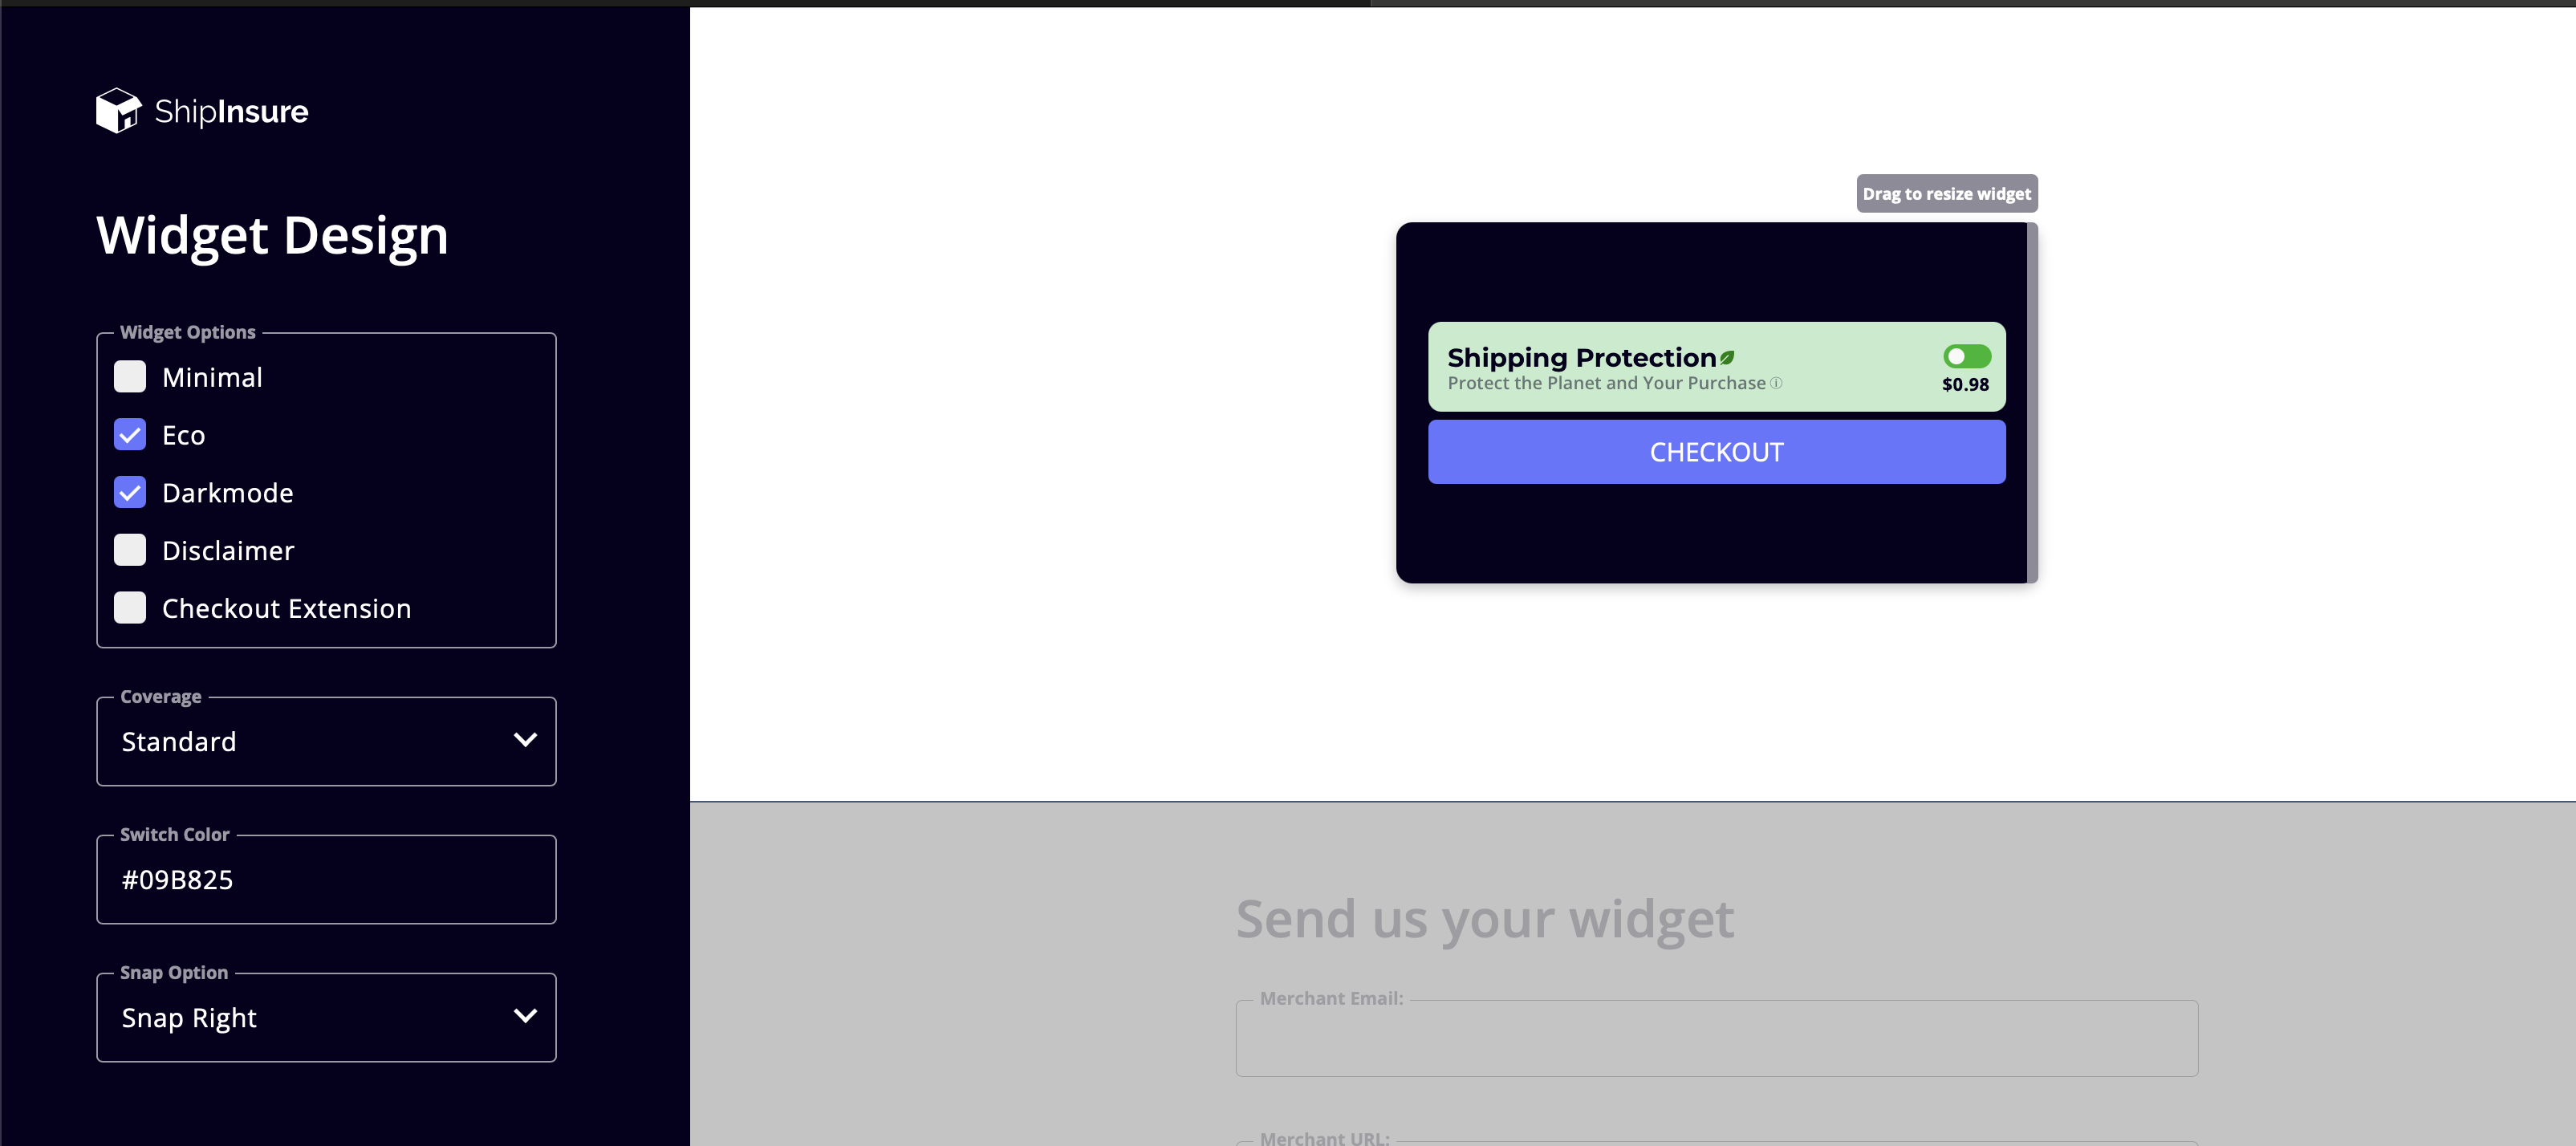 ShipInsure
Widget Design
Widget Options
Minimal
Eco
Darkmode
Disclaimer
Checkout Extension
Coverage
Standard
Switch Color
#09B825
Snap Option
Snap Right
Drag to resize widget
Shipping Protection
Protect the Planet and Your Purchase
$0.98
CHECKOUT
Send us your widget
Merchant Email:
Merchant URL: